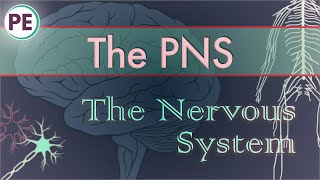 PE
The PNS
The Nervous
System